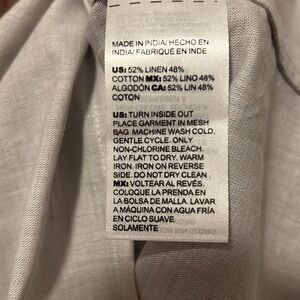 MADE IN INDIA/ HECHO EN
INDIA/ FABRIQUÉ EN INDE
US: 52% LINEN 48%
COTTON MX: 52% LINO 48%
ALGODÓN CA: 52% LIN 48%
COTON
US: TURN INSIDE OUT
PLACE GARMENT IN MESH
BAG. MACHINE WASH COLD,
GENTLE CYCLE. ONLY
NON-CHLORINE BLEACH.
LAY FLAT TO DRY. WARM
IRON. IRON ON REVERSE
SIDE. DO NOT DRY CLEAN
MX: VOLTEAR AL REVÉS.
COLOQUE LA PRENDA EN
LA BOLSA DE MALLA. LAVAR
A MÁQUINA CON AGUA FRÍA
EN CICLO SUAVE.
SOLAMENTE